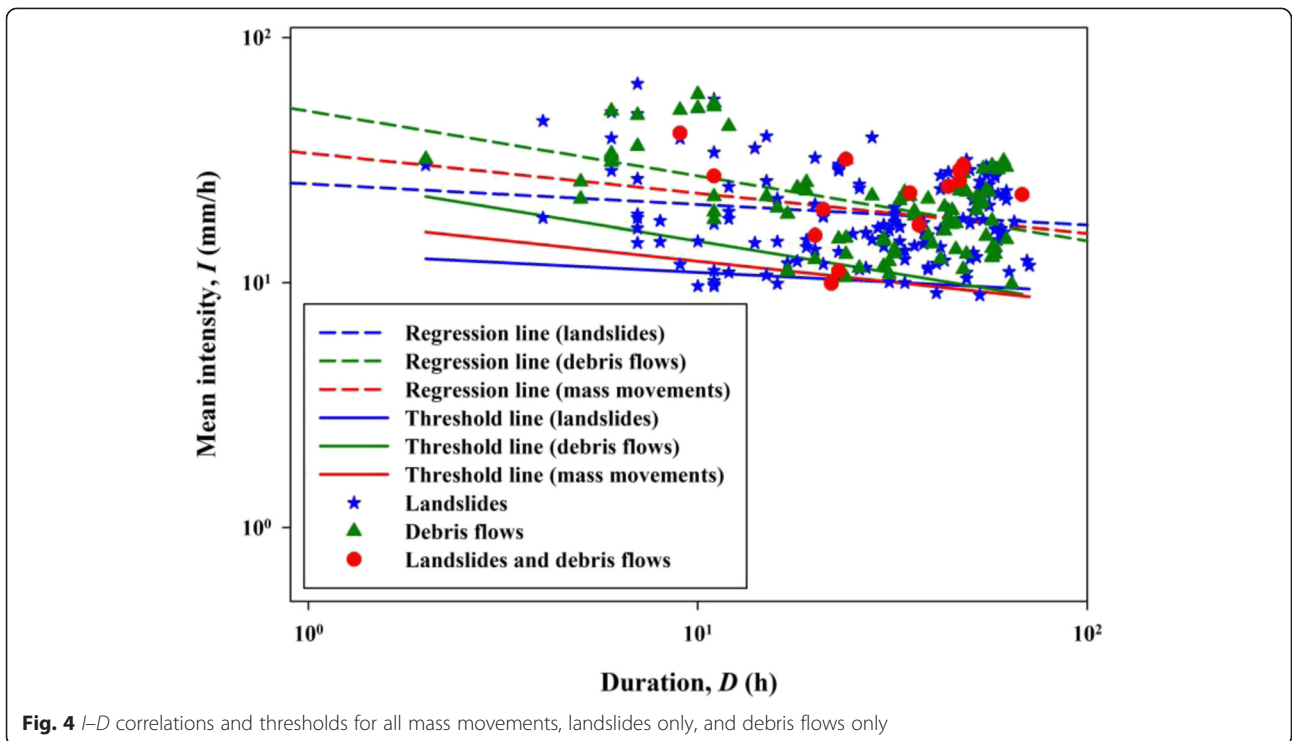 10²
10¹
10⁰
Mean intensity, I (mm/h)
Regression line (landslides)
Regression line (debris flows)
Regression line (mass movements)
Threshold line (landslides)
Threshold line (debris flows)
Threshold line (mass movements)
Landslides
Debris flows
Landslides and debris flows
10⁰ 10¹ 10²
Duration, D (h)
Fig. 4 I–D correlations and thresholds for all mass movements, landslides only, and debris flows only